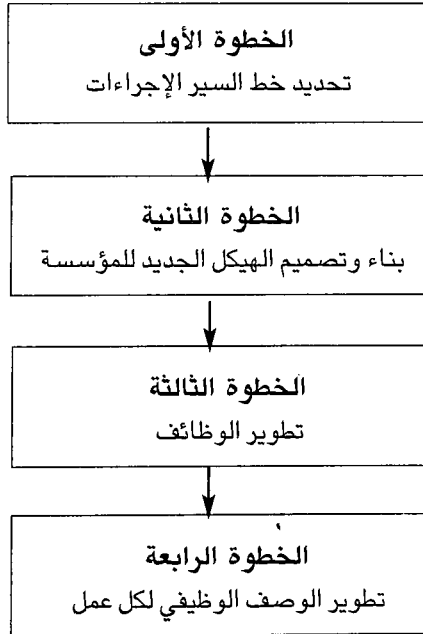 الخطوة الأولى
تحديد خط السير الإجراءات
الخطوة الثانية
بناء وتصميم الهيكل الجديد للمؤسسة
الخطوة الثالثة
تطوير الوظائف
الخطوة الرابعة
تطوير الوصف الوظيفي لكل عمل